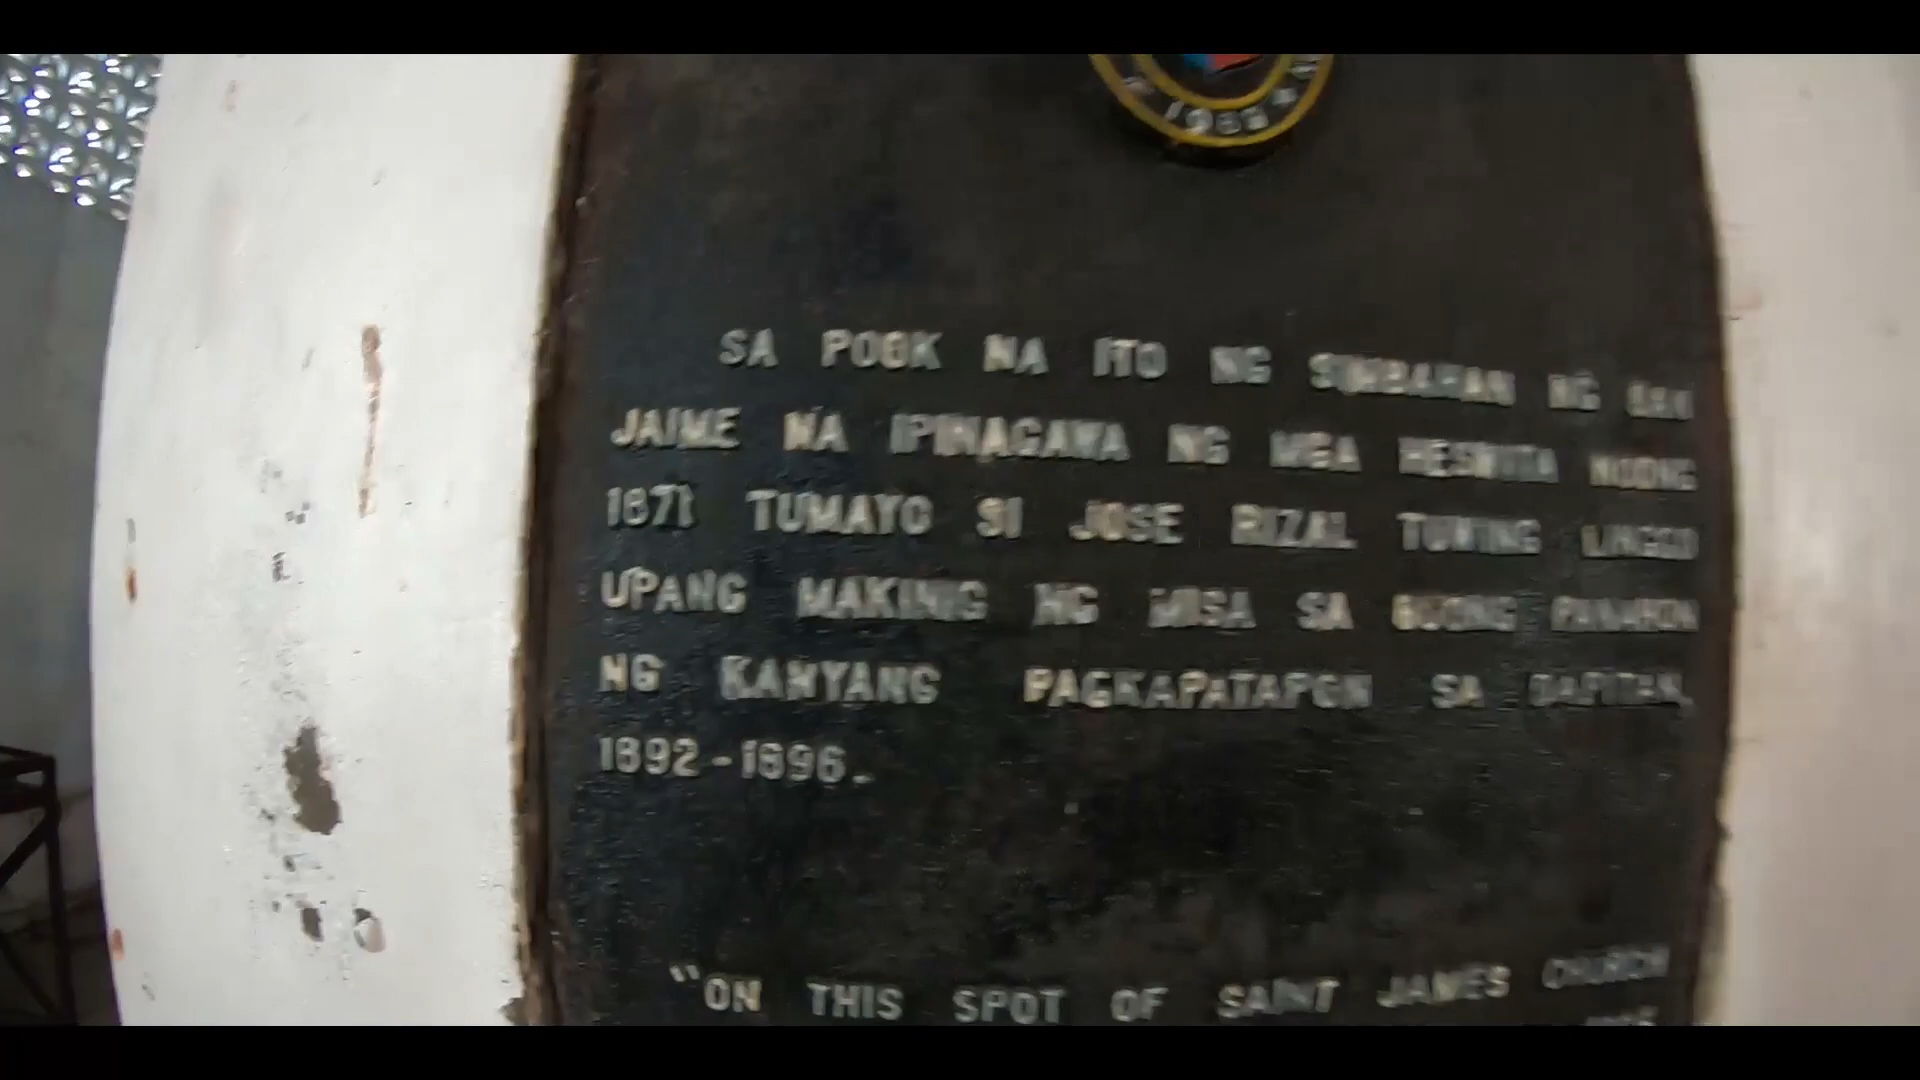 SA POOK NA ITO NG SIMBAHAN NG SAN
JAIME NA IPINAGAWA NG MGA HESWITA NOONG
1871 TUMAYO SI JOSE RIZAL TUWING LINGGO
UPANG MAKINIG NG MISA SA BUONG PANAHON
NG KANYANG PAGKAPATAPON SA DAPITAN,
1892-1896.
"ON THIS SPOT OF SAINT JAMES CHURCH